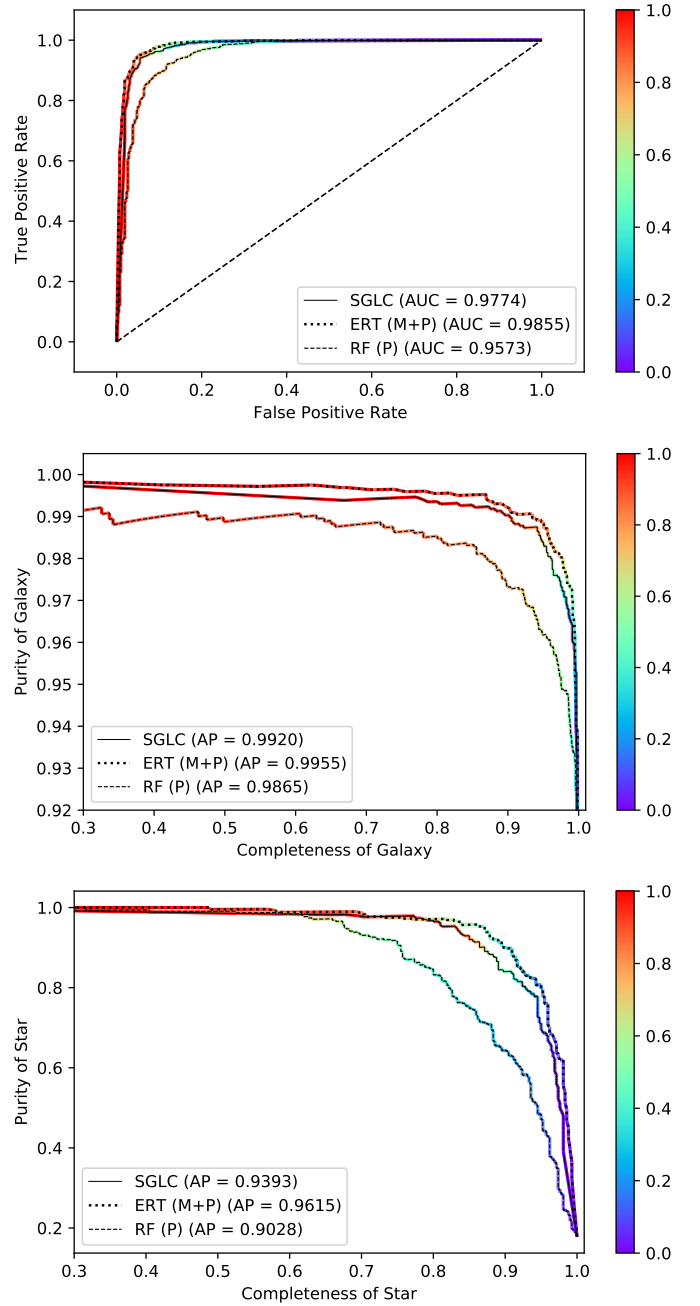 1.0
0.8
0.6
0.4
0.2
0.0
True Positive Rate
SGLC (AUC = 0.9774)
ERT (M+P) (AUC = 0.9855)
RF (P) (AUC = 0.9573)
0.0 0.2 0.4 0.6 0.8 1.0
False Positive Rate
1.0
0.8
0.6
0.4
0.2
0.0
1.00
0.99
0.98
0.97
0.96
0.95
0.94
0.93
0.92
Purity of Galaxy
SGLC (AP = 0.9920)
ERT (M+P) (AP = 0.9955)
RF (P) (AP = 0.9865)
0.3 0.4 0.5 0.6 0.7 0.8 0.9 1.0
Completeness of Galaxy
1.0
0.8
0.6
0.4
0.2
0.0
1.0
0.8
0.6
0.4
0.2
Purity of Star
SGLC (AP = 0.9393)
ERT (M+P) (AP = 0.9615)
RF (P) (AP = 0.9028)
0.3 0.4 0.5 0.6 0.7 0.8 0.9 1.0
Completeness of Star
1.0
0.8
0.6
0.4
0.2
0.0